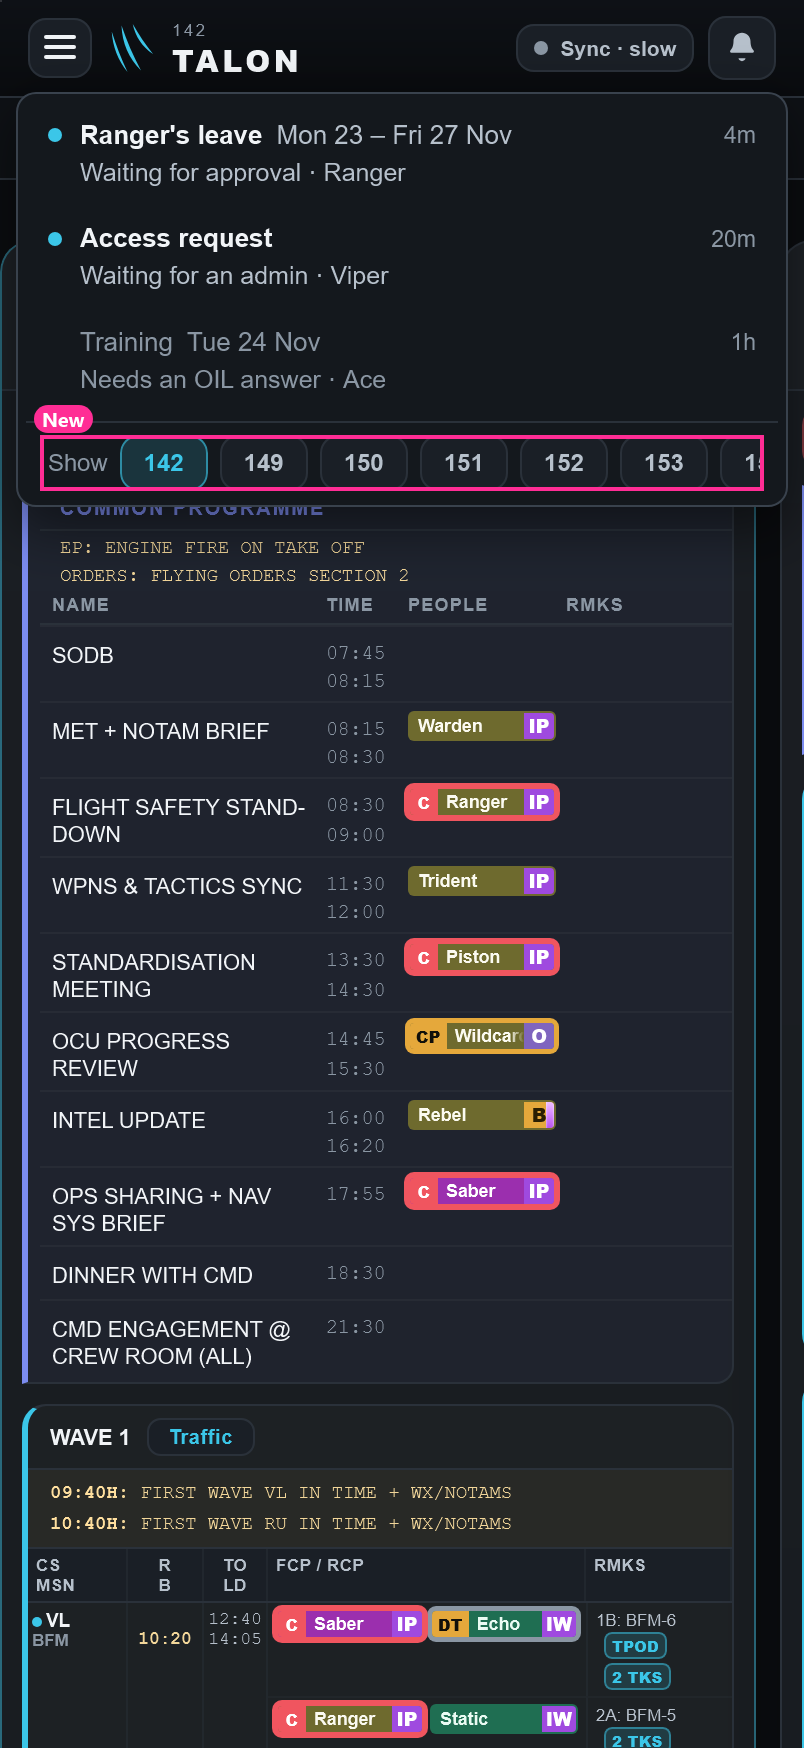 142
TALON
Sync · slow
Ranger's leave Mon 23 – Fri 27 Nov 4m
Waiting for approval · Ranger
Access request 20m
Waiting for an admin · Viper
Training Tue 24 Nov 1h
Needs an OIL answer · Ace
New
Show 142 149 150 151 152 153
COMMON PROGRAMME
EP: ENGINE FIRE ON TAKE OFF
ORDERS: FLYING ORDERS SECTION 2
NAME TIME PEOPLE RMKS
SODB 07:45
08:15
MET + NOTAM BRIEF 08:15 Warden IP
08:30
FLIGHT SAFETY STAND- 08:30 C Ranger IP
DOWN 09:00
WPNS & TACTICS SYNC 11:30 Trident IP
12:00
STANDARDISATION 13:30 C Piston IP
MEETING 14:30
OCU PROGRESS 14:45 CP Wildcard O
REVIEW 15:30
INTEL UPDATE 16:00 Rebel B
16:20
OPS SHARING + NAV 17:55 C Saber IP
SYS BRIEF
DINNER WITH CMD 18:30
CMD ENGAGEMENT @ 21:30
CREW ROOM (ALL)
WAVE 1 Traffic
09:40H: FIRST WAVE VL IN TIME + WX/NOTAMS
10:40H: FIRST WAVE RU IN TIME + WX/NOTAMS
CS R TO FCP / RCP RMKS
MSN B LD
VL 10:20 12:40 C Saber IP DT Echo IW 1B: BFM-6
BFM 14:05 TPOD
2 TKS
C Ranger IP Static IW 2A: BFM-5
2 TKS